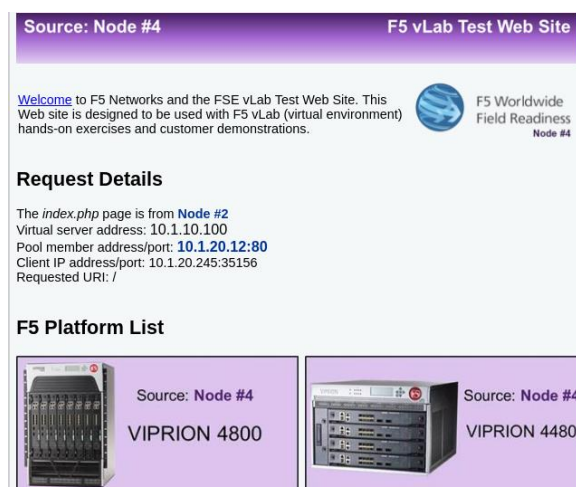 Source: Node #4
F5 vLab Test Web Site
Welcome to F5 Networks and the FSE vLab Test Web Site. This
Web site is designed to be used with F5 vLab (virtual environment)
hands-on exercises and customer demonstrations.
F5 Worldwide
Field Readiness
Node #4
Request Details
The index.php page is from Node #2
Virtual server address: 10.1.10.100
Pool member address/port: 10.1.20.12:80
Client IP address/port: 10.1.20.245:35156
Requested URI: /
F5 Platform List
Source: Node #4
VIPRION 4800
Source: Node #4
VIPRION 4480